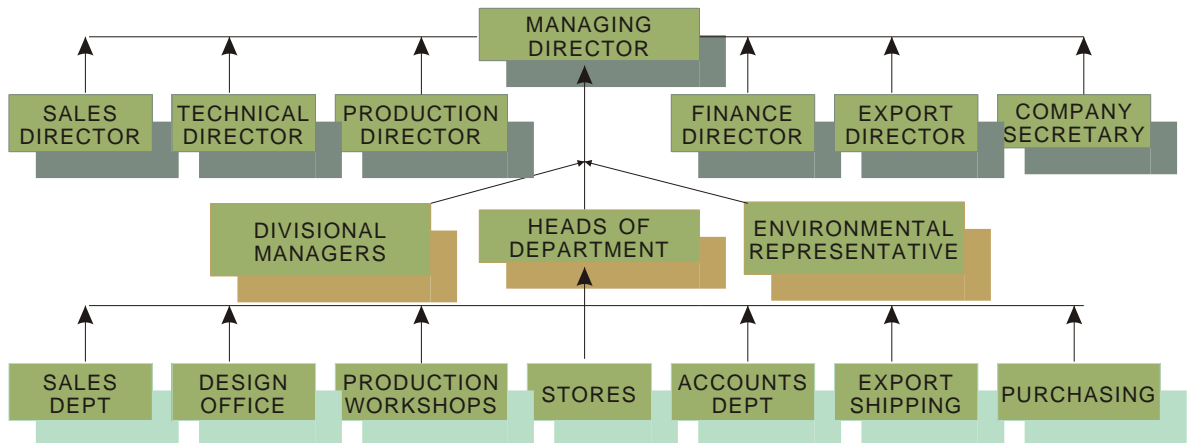 MANAGING
DIRECTOR
SALES
DIRECTOR
TECHNICAL
DIRECTOR
PRODUCTION
DIRECTOR
FINANCE
DIRECTOR
EXPORT
DIRECTOR
COMPANY
SECRETARY
DIVISIONAL
MANAGERS
HEADS OF
DEPARTMENT
ENVIRONMENTAL
REPRESENTATIVE
SALES
DEPT
DESIGN
OFFICE
PRODUCTION
WORKSHOPS
STORES
ACCOUNTS
DEPT
EXPORT
SHIPPING
PURCHASING